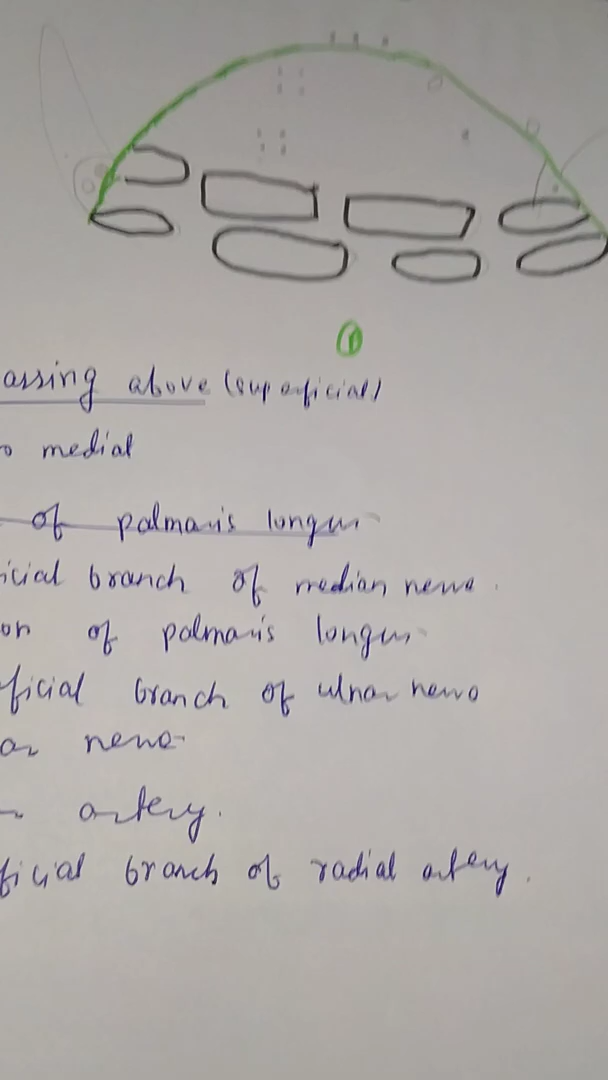 ①
assing above (superficial)
o medial
of palmaris longus
icial branch of median nerve.
on of palmaris longus
ficial branch of ulnar nerve
ar nerve
artery.
ficial branch of radial artery.